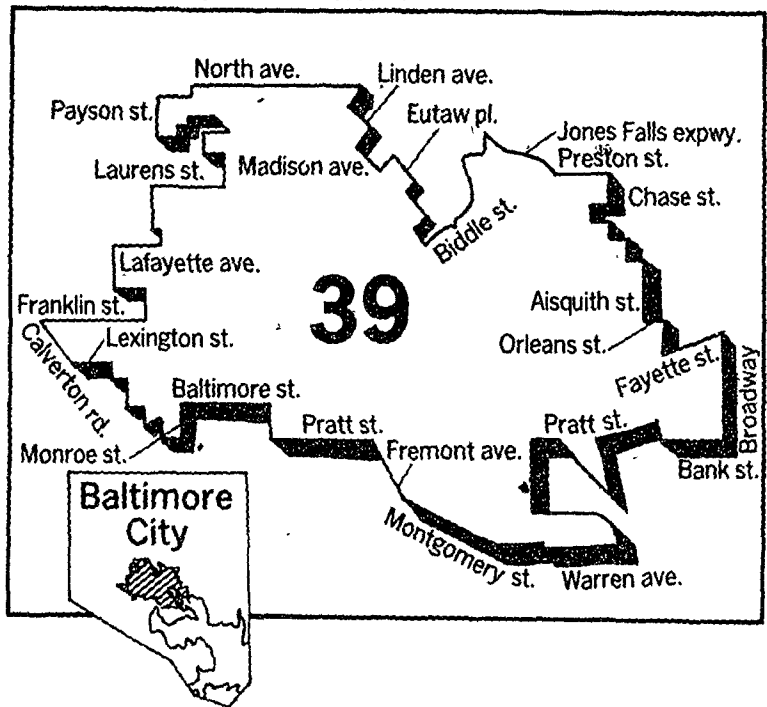 North ave.
Linden ave.
Payson st.
Eutaw pl.
Jones Falls expwy.
Preston st.
Laurens st.
Madison ave.
Chase st.
Biddle st.
Lafayette ave.
39
Franklin st.
Aisquith st.
Lexington st.
Orleans st.
Calverton rd.
Fayette st.
Broadway
Baltimore st.
Pratt st.
Pratt st.
Monroe st.
Fremont ave.
Bank st.
Baltimore
City
Montgomery st.
Warren ave.